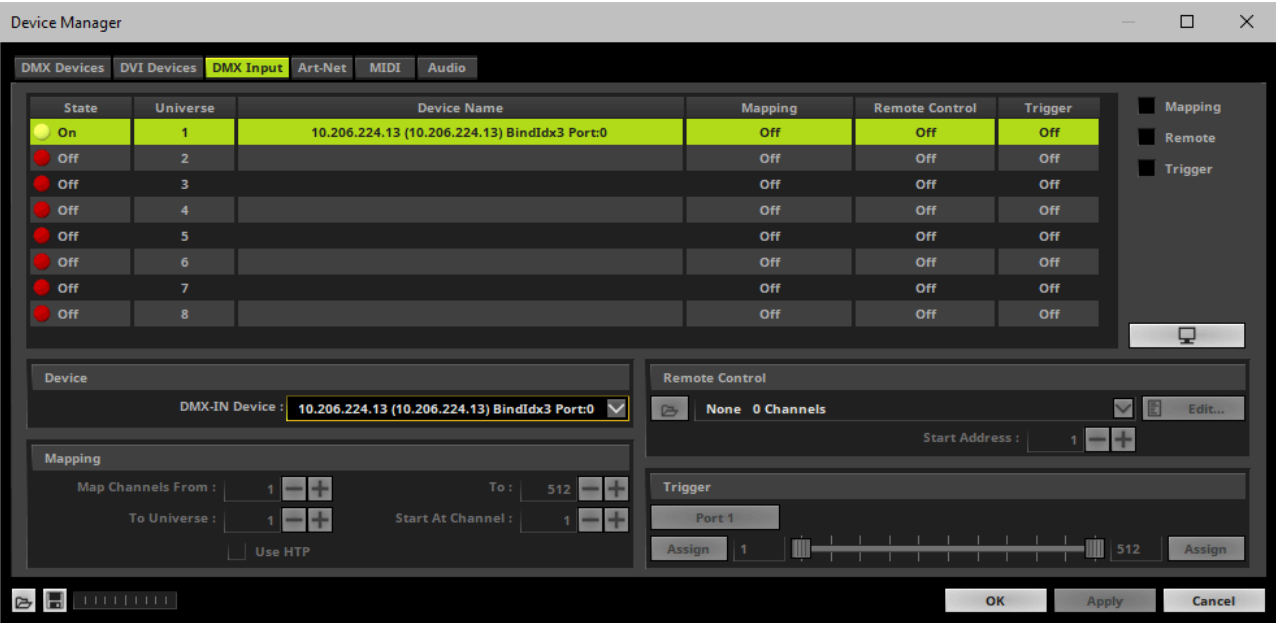 Device Manager
DMX Devices DVI Devices DMX Input Art-Net MIDI Audio
State Universe Device Name Mapping Remote Control Trigger
On 1 10.206.224.13 (10.206.224.13) BindIdx3 Port:0 Off Off Off
Off 2 Off Off Off
Off 3 Off Off Off
Off 4 Off Off Off
Off 5 Off Off Off
Off 6 Off Off Off
Off 7 Off Off Off
Off 8 Off Off Off
Mapping
Remote
Trigger
Device
DMX-IN Device : 10.206.224.13 (10.206.224.13) BindIdx3 Port:0
Mapping
Map Channels From : 1 To : 512
To Universe : 1 Start At Channel : 1
Use HTP
Remote Control
None 0 Channels Edit...
Start Address : 1
Trigger
Port 1
Assign 1 512 Assign
OK Apply Cancel